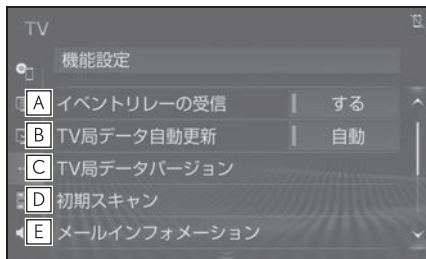 TV
機能設定
A イベントリレーの受信 する
B TV局データ自動更新 自動
C TV局データバージョン
D 初期スキャン
E メールインフォメーション